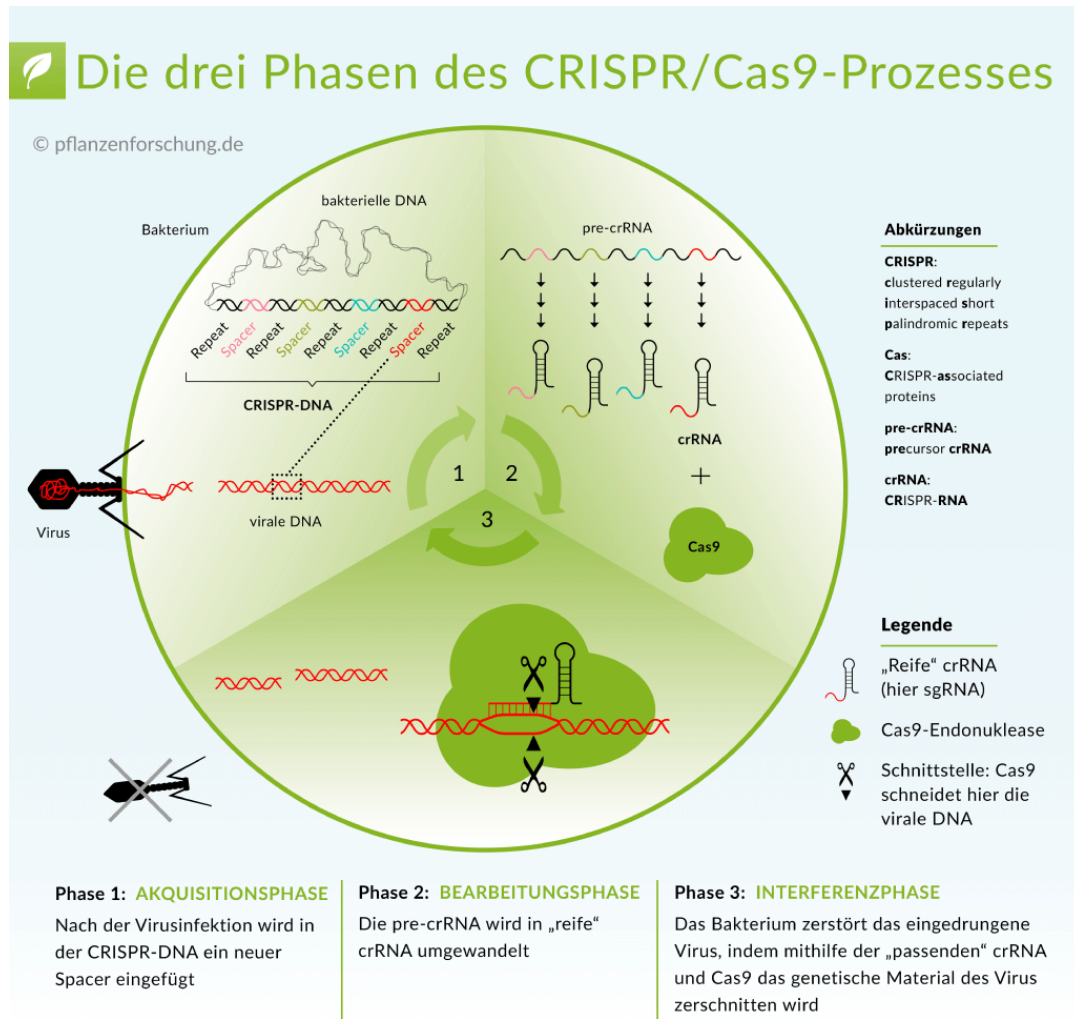 Die drei Phasen des CRISPR/Cas9-Prozesses
© pflanzenforschung.de
bakterielle DNA
Bakterium
Repeat
Spacer
Repeat
Spacer
Repeat
Spacer
Repeat
Spacer
Repeat
CRISPR-DNA
virale DNA
Virus
pre-crRNA
crRNA
+
Cas9
1
2
3
Abkürzungen
CRISPR:
clustered regularly
interspaced short
palindromic repeats
Cas:
CRISPR-associated
proteins
pre-crRNA:
precursor crRNA
crRNA:
CRISPR-RNA
Legende
„Reife“ crRNA
(hier sgRNA)
Cas9-Endonuklease
Schnittstelle: Cas9
schneidet hier die
virale DNA
Phase 1: AKQUISITIONSPHASE
Nach der Virusinfektion wird in
der CRISPR-DNA ein neuer
Spacer eingefügt
Phase 2: BEARBEITUNGSPHASE
Die pre-crRNA wird in „reife“
crRNA umgewandelt
Phase 3: INTERFERENZPHASE
Das Bakterium zerstört das eingedrungene
Virus, indem mithilfe der „passenden“ crRNA
und Cas9 das genetische Material des Virus
zerschnitten wird